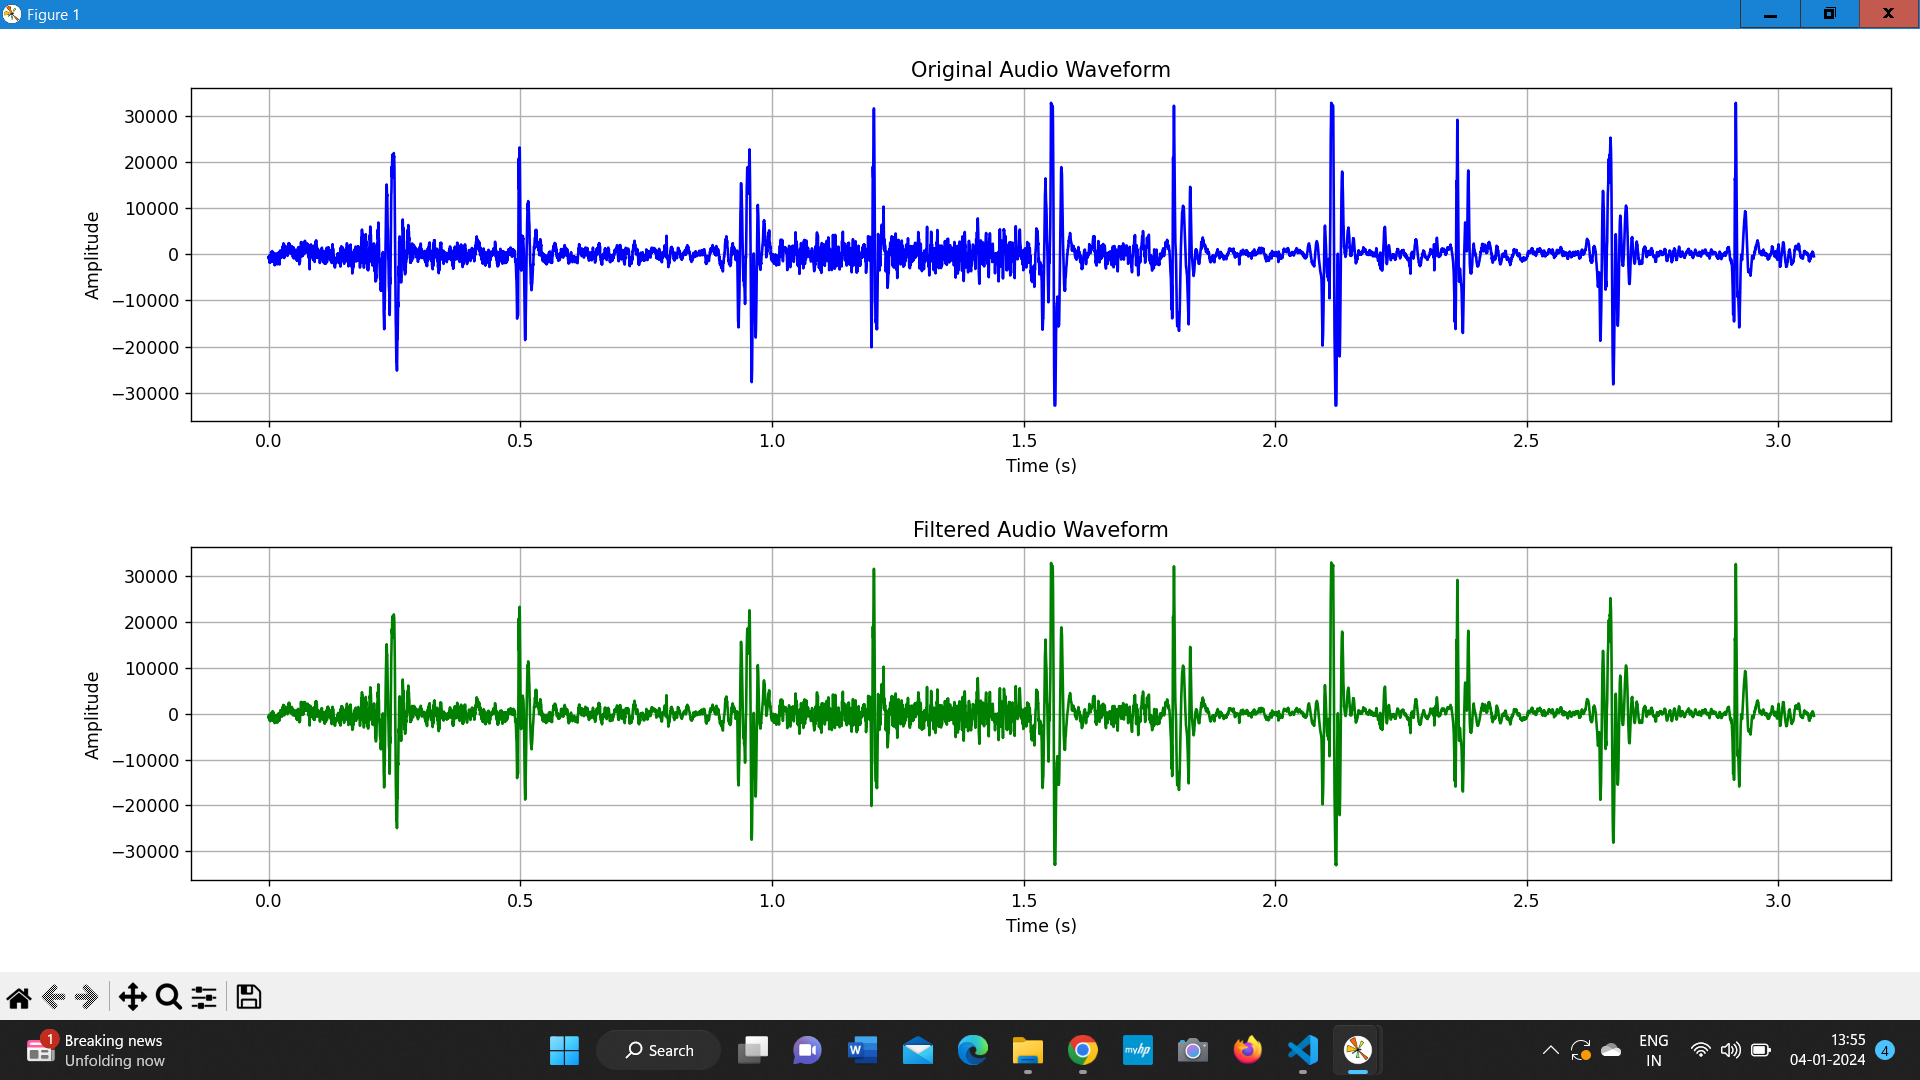 Figure 1
Original Audio Waveform
30000
20000
10000
0
−10000
−20000
−30000
Amplitude
0.0 0.5 1.0 1.5 2.0 2.5 3.0
Time (s)
Filtered Audio Waveform
30000
20000
10000
0
−10000
−20000
−30000
Amplitude
0.0 0.5 1.0 1.5 2.0 2.5 3.0
Time (s)
1
Breaking news
Unfolding now
Search
W
myhp
ENG
IN
13:55
04-01-2024
4